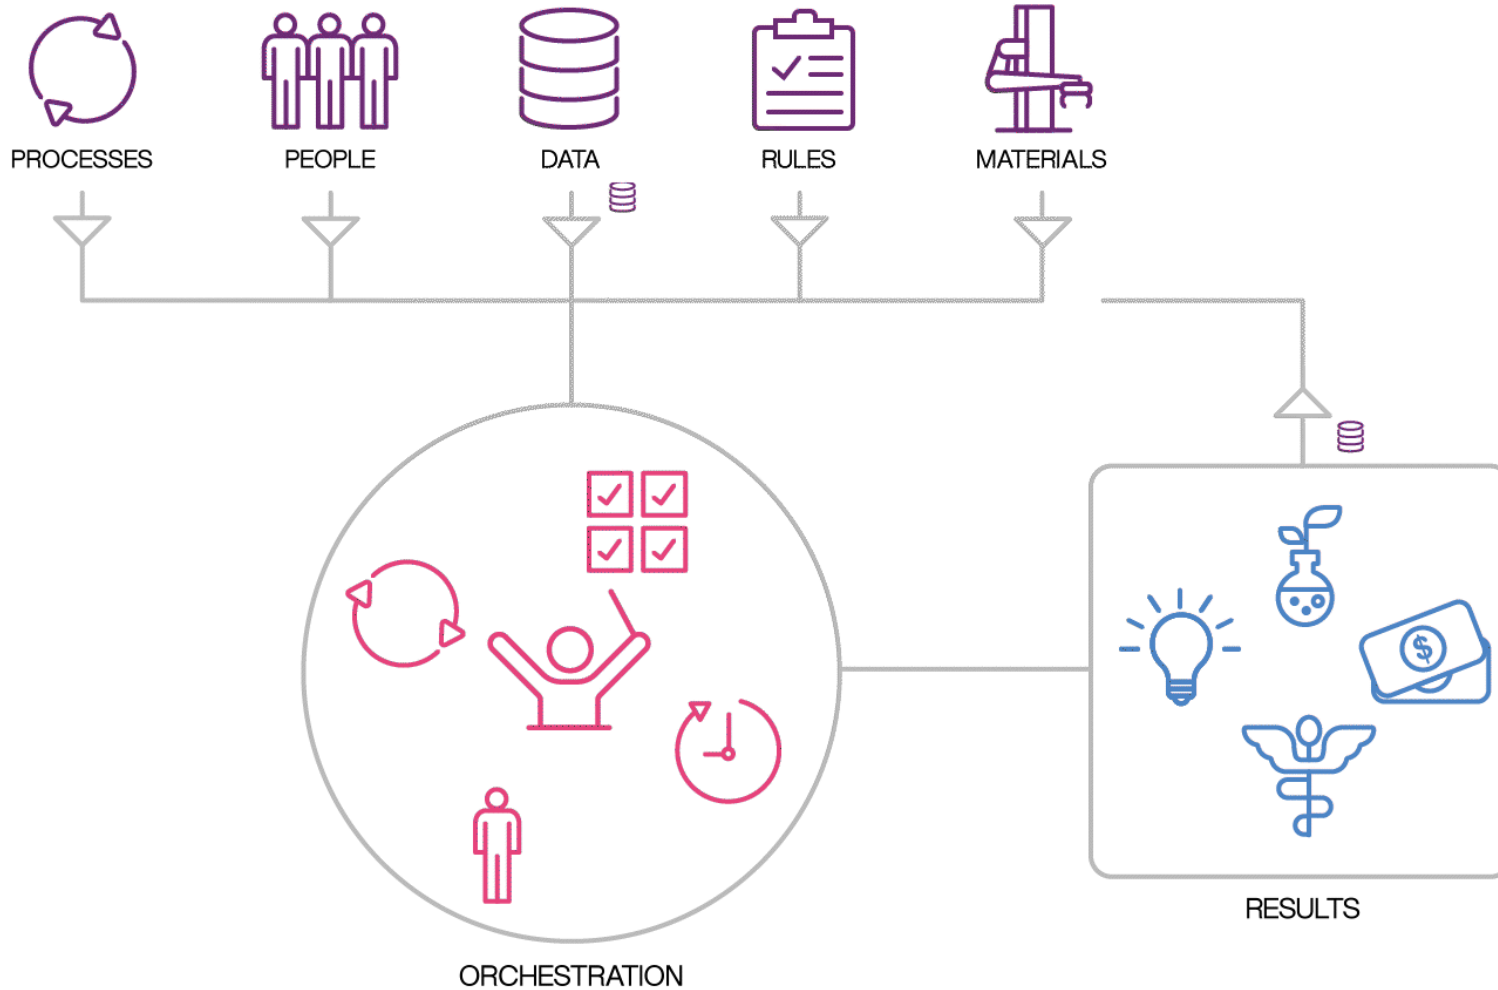 PROCESSES
PEOPLE
DATA
RULES
MATERIALS
$
RESULTS
ORCHESTRATION